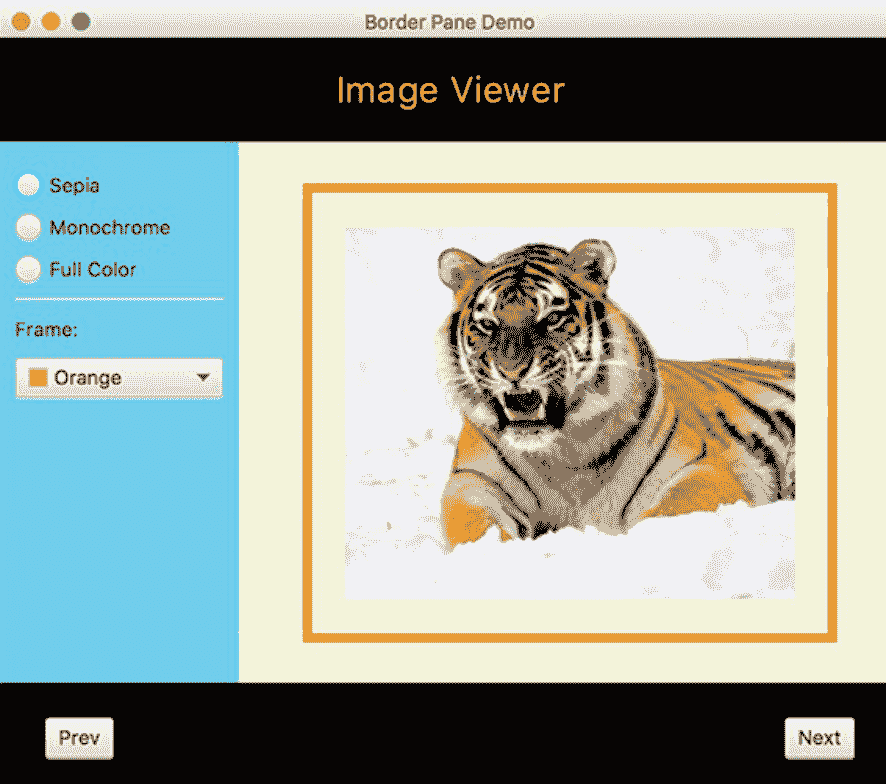 Border Pane Demo
Image Viewer
Sepia
Monochrome
Full Color
Frame:
Orange
Prev
Next